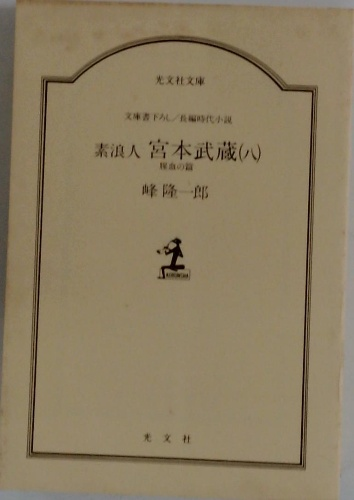 光文社文庫
文庫書下ろし/長編時代小説
素浪人 宮本武蔵(八)
峰 隆一郎
KOBUNSHA
光文社